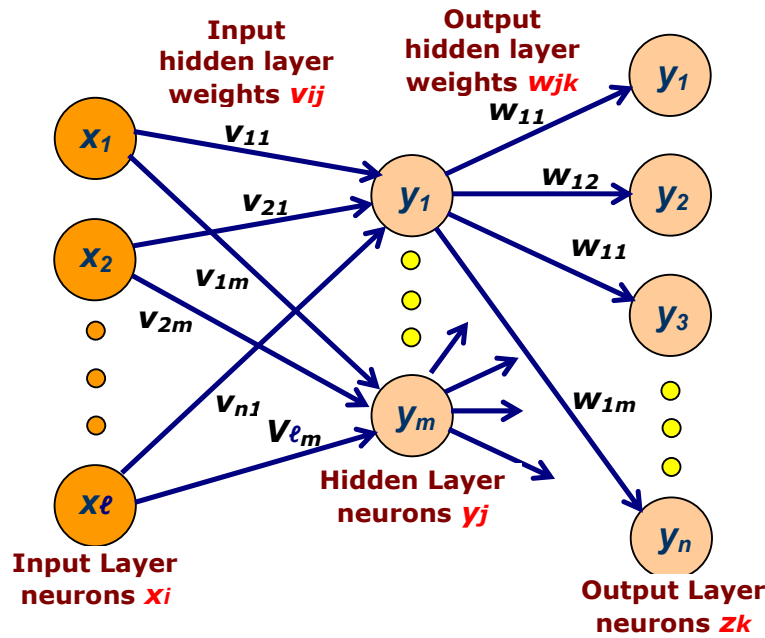 Input
hidden layer
weights vij
Output
hidden layer
weights wjk
x1
x2
xℓ
v11
v21
v1m
v2m
vn1
Vℓm
y1
ym
w11
w12
w11
w1m
y1
y2
y3
yn
Hidden Layer
neurons yj
Input Layer
neurons xi
Output Layer
neurons zk